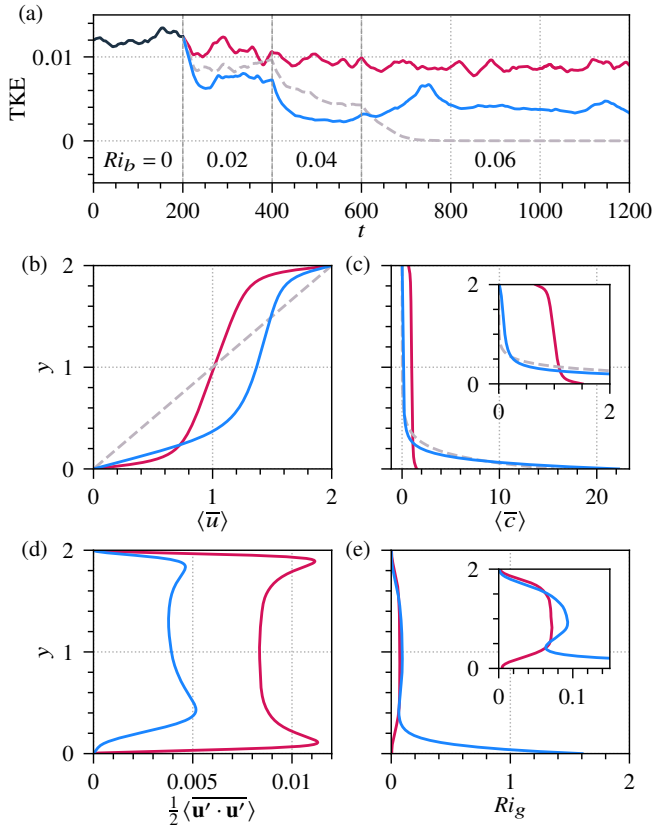 (a)
TKE
0.01
0
Ri_b = 0
0.02
0.04
0.06
0 200 400 600 800 1000 1200
t
(b)
(c)
y
2
1
0
0 1 2
⟨u̅⟩
2
0
0 2
0 10 20
⟨c̅⟩
(d)
(e)
y
2
1
0
0 0.005 0.01
½⟨u′ · u′⟩
2
0
0 0.1
0 1 2
Ri_g